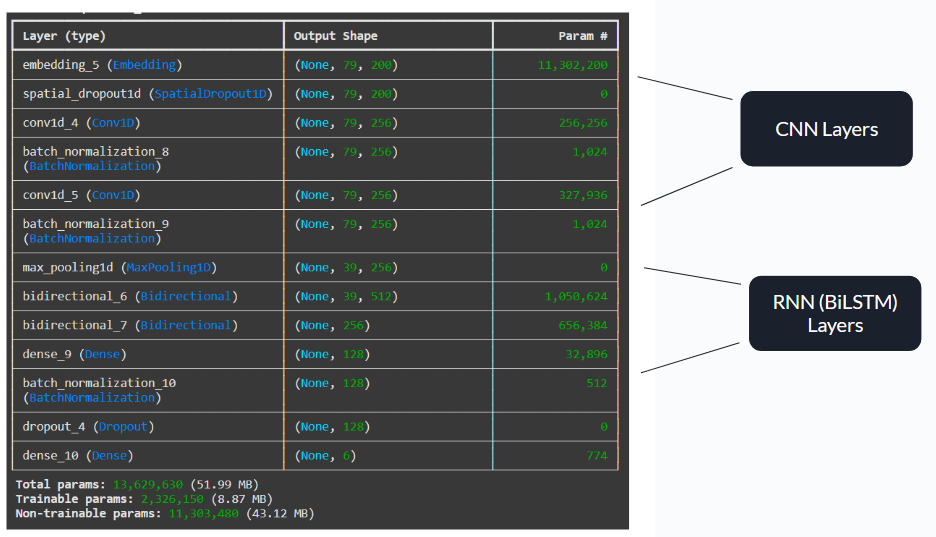 Layer (type) Output Shape Param #
embedding_5 (Embedding) (None, 79, 200) 11,302,200
spatial_dropout1d (SpatialDropout1D) (None, 79, 200) 0
conv1d_4 (Conv1D) (None, 79, 256) 256,256
batch_normalization_8 (None, 79, 256) 1,024
(BatchNormalization)
conv1d_5 (Conv1D) (None, 79, 256) 327,936
batch_normalization_9 (None, 79, 256) 1,024
(BatchNormalization)
max_pooling1d (MaxPooling1D) (None, 39, 256) 0
bidirectional_6 (Bidirectional) (None, 39, 512) 1,050,624
bidirectional_7 (Bidirectional) (None, 256) 656,384
dense_9 (Dense) (None, 128) 32,896
batch_normalization_10 (None, 128) 512
(BatchNormalization)
dropout_4 (Dropout) (None, 128) 0
dense_10 (Dense) (None, 6) 774
Total params: 13,629,630 (51.99 MB)
Trainable params: 2,326,150 (8.87 MB)
Non-trainable params: 11,303,480 (43.12 MB)
CNN Layers
RNN (BiLSTM)
Layers